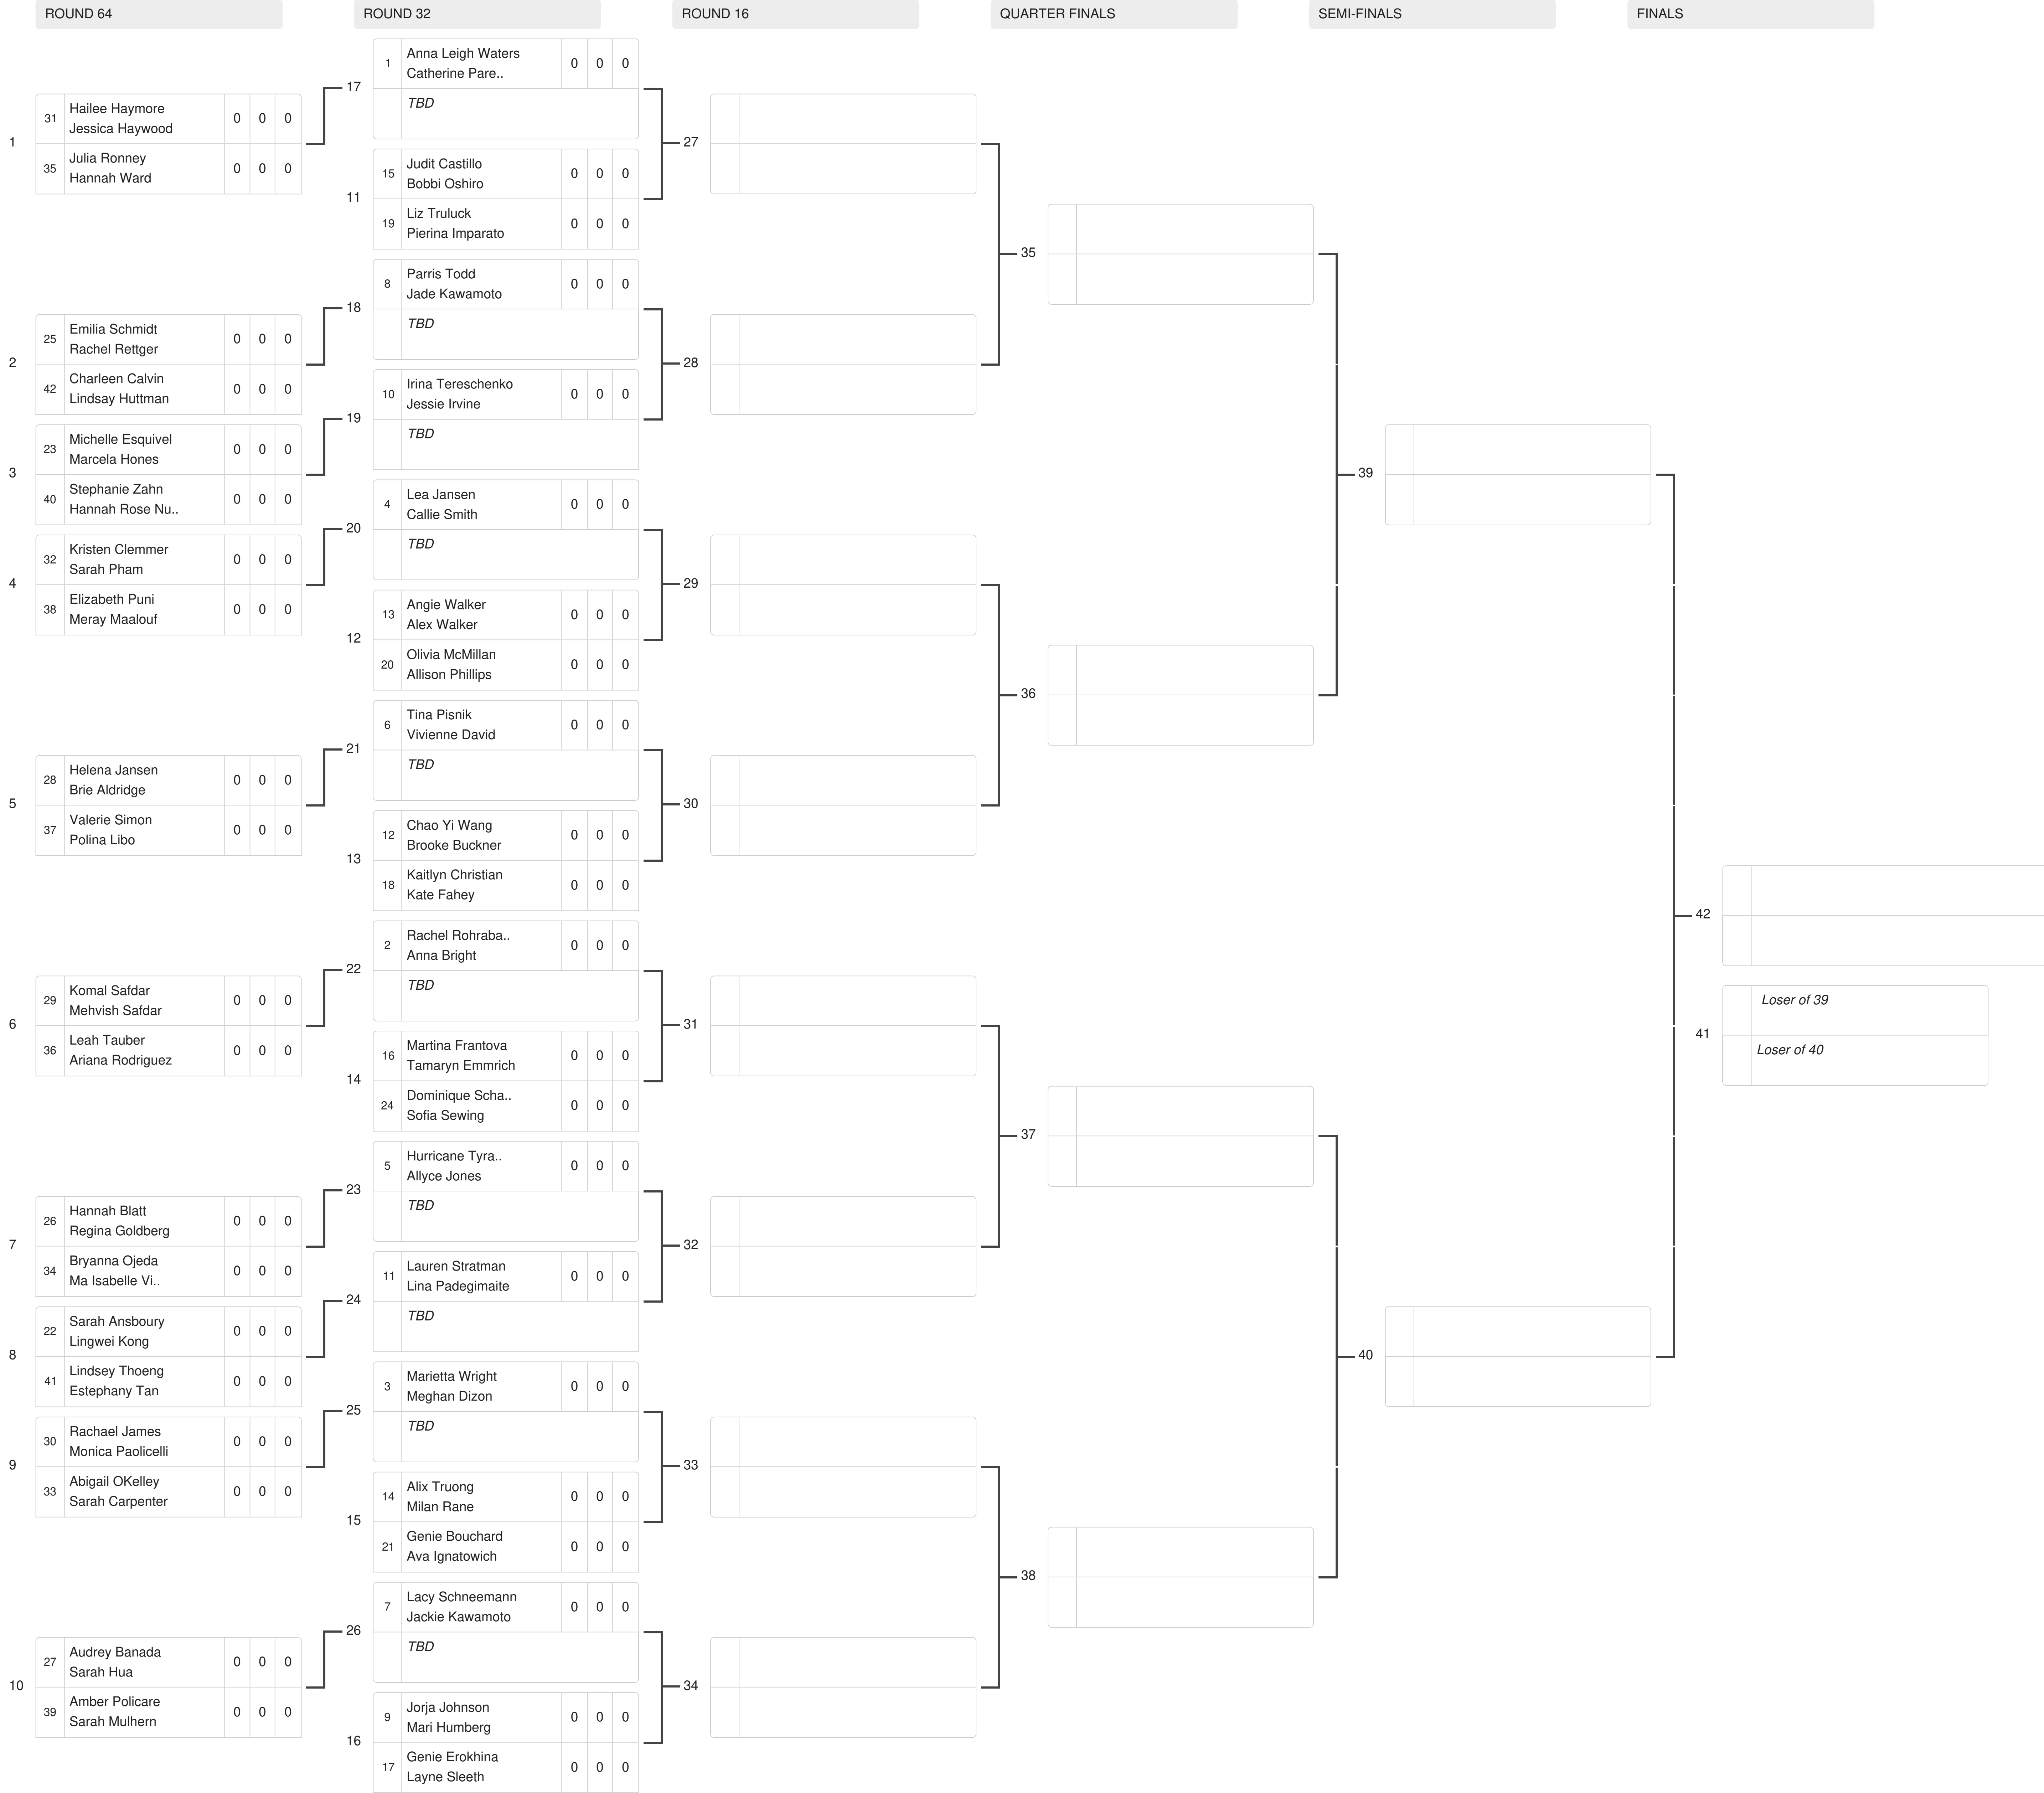 ROUND 64
ROUND 32
ROUND 16
QUARTER FINALS
SEMI-FINALS
FINALS
1
31 Hailee Haymore 0 0 0
Jessica Haywood
35 Julia Ronney 0 0 0
Hannah Ward
2
25 Emilia Schmidt 0 0 0
Rachel Rettger
42 Charleen Calvin 0 0 0
Lindsay Huttman
3
23 Michelle Esquivel 0 0 0
Marcela Hones
40 Stephanie Zahn 0 0 0
Hannah Rose Nu..
4
32 Kristen Clemmer 0 0 0
Sarah Pham
38 Elizabeth Puni 0 0 0
Meray Maalouf
5
28 Helena Jansen 0 0 0
Brie Aldridge
37 Valerie Simon 0 0 0
Polina Libo
6
29 Komal Safdar 0 0 0
Mehvish Safdar
36 Leah Tauber 0 0 0
Ariana Rodriguez
7
26 Hannah Blatt 0 0 0
Regina Goldberg
34 Bryanna Ojeda 0 0 0
Ma Isabelle Vi..
8
22 Sarah Ansboury 0 0 0
Lingwei Kong
41 Lindsey Thoeng 0 0 0
Estephany Tan
9
30 Rachael James 0 0 0
Monica Paolicelli
33 Abigail OKelley 0 0 0
Sarah Carpenter
10
27 Audrey Banada 0 0 0
Sarah Hua
39 Amber Policare 0 0 0
Sarah Mulhern
17
1 Anna Leigh Waters 0 0 0
Catherine Pare..
TBD
11
15 Judit Castillo 0 0 0
Bobbi Oshiro
19 Liz Truluck 0 0 0
Pierina Imparato
18
8 Parris Todd 0 0 0
Jade Kawamoto
TBD
19
10 Irina Tereschenko 0 0 0
Jessie Irvine
TBD
20
4 Lea Jansen 0 0 0
Callie Smith
TBD
12
13 Angie Walker 0 0 0
Alex Walker
20 Olivia McMillan 0 0 0
Allison Phillips
21
6 Tina Pisnik 0 0 0
Vivienne David
TBD
13
12 Chao Yi Wang 0 0 0
Brooke Buckner
18 Kaitlyn Christian 0 0 0
Kate Fahey
22
2 Rachel Rohraba.. 0 0 0
Anna Bright
TBD
14
16 Martina Frantova 0 0 0
Tamaryn Emmrich
24 Dominique Scha.. 0 0 0
Sofia Sewing
23
5 Hurricane Tyra.. 0 0 0
Allyce Jones
TBD
24
11 Lauren Stratman 0 0 0
Lina Padegimaite
TBD
25
3 Marietta Wright 0 0 0
Meghan Dizon
TBD
15
14 Alix Truong 0 0 0
Milan Rane
21 Genie Bouchard 0 0 0
Ava Ignatowich
26
7 Lacy Schneemann 0 0 0
Jackie Kawamoto
TBD
16
9 Jorja Johnson 0 0 0
Mari Humberg
17 Genie Erokhina 0 0 0
Layne Sleeth
27
28
29
30
31
32
33
34
35
36
37
38
39
40
42
41
Loser of 39
Loser of 40